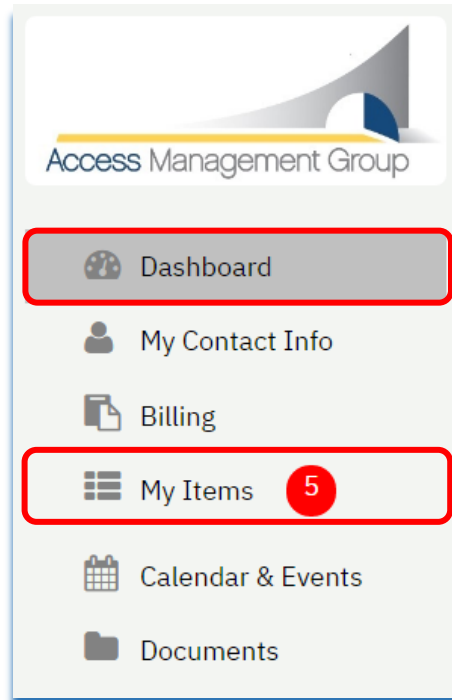 Access Management Group
Dashboard
My Contact Info
Billing
My Items 5
Calendar & Events
Documents